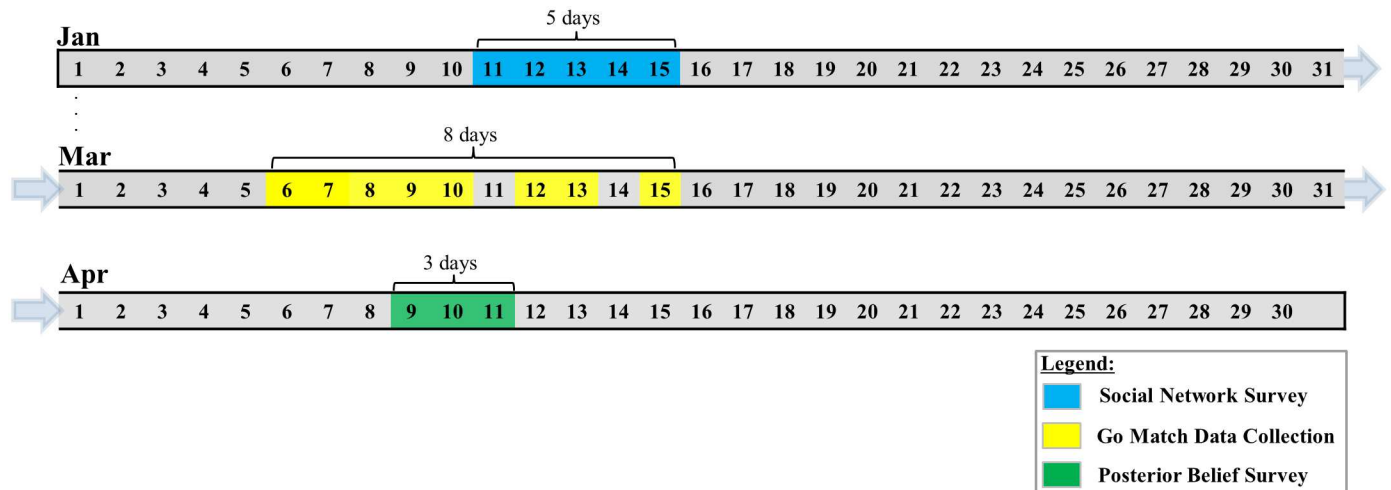 5 days
Jan
1 2 3 4 5 6 7 8 9 10 11 12 13 14 15 16 17 18 19 20 21 22 23 24 25 26 27 28 29 30 31
.
.
.
8 days
Mar
1 2 3 4 5 6 7 8 9 10 11 12 13 14 15 16 17 18 19 20 21 22 23 24 25 26 27 28 29 30 31
3 days
Apr
1 2 3 4 5 6 7 8 9 10 11 12 13 14 15 16 17 18 19 20 21 22 23 24 25 26 27 28 29 30
Legend:
Social Network Survey
Go Match Data Collection
Posterior Belief Survey